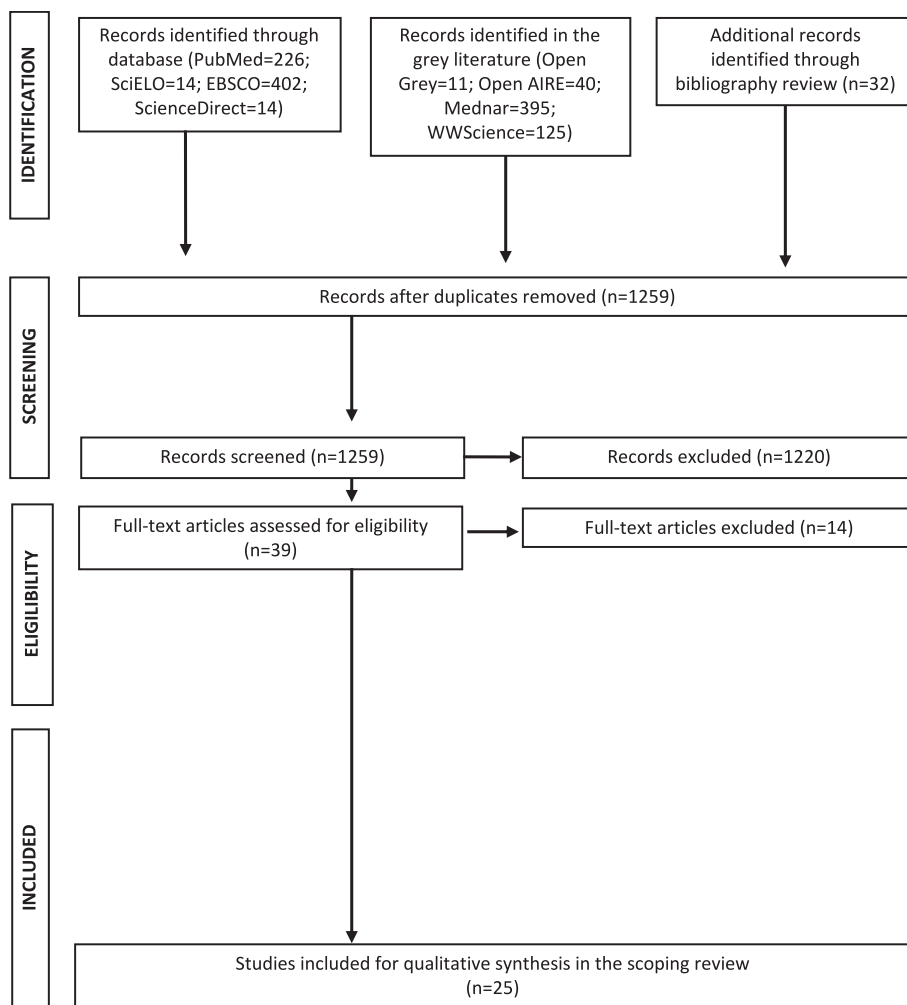 IDENTIFICATION
Records identified through
database (PubMed=226;
SciELO=14; EBSCO=402;
ScienceDirect=14)
Records identified in the
grey literature (Open
Grey=11; Open AIRE=40;
Mednar=395;
WWScience=125)
Additional records
identified through
bibliography review (n=32)
SCREENING
Records after duplicates removed (n=1259)
Records screened (n=1259)
Records excluded (n=1220)
ELIGILIBILITY
Full-text articles assessed for eligibility
(n=39)
Full-text articles excluded (n=14)
INCLUDED
Studies included for qualitative synthesis in the scoping review
(n=25)